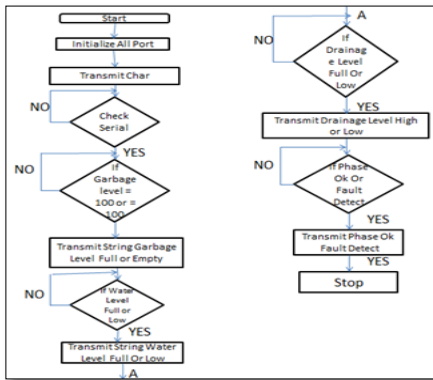 Start
Initialize All Port
Transmit Char
NO
Check
Serial
YES
NO
If
Garbage
level =
100 or =
100
Transmit String Garbage
Level Full or Empty
NO
If Water
Level
Full or
Low
YES
Transmit String Water
Level Full Or Low
A
A
NO
If
Drainag
e Level
Full Or
Low
YES
Transmit Drainage Level High
or Low
NO
If Phase
Ok Or
Fault
Detect
YES
Transmit Phase Ok
Fault Detect
YES
Stop